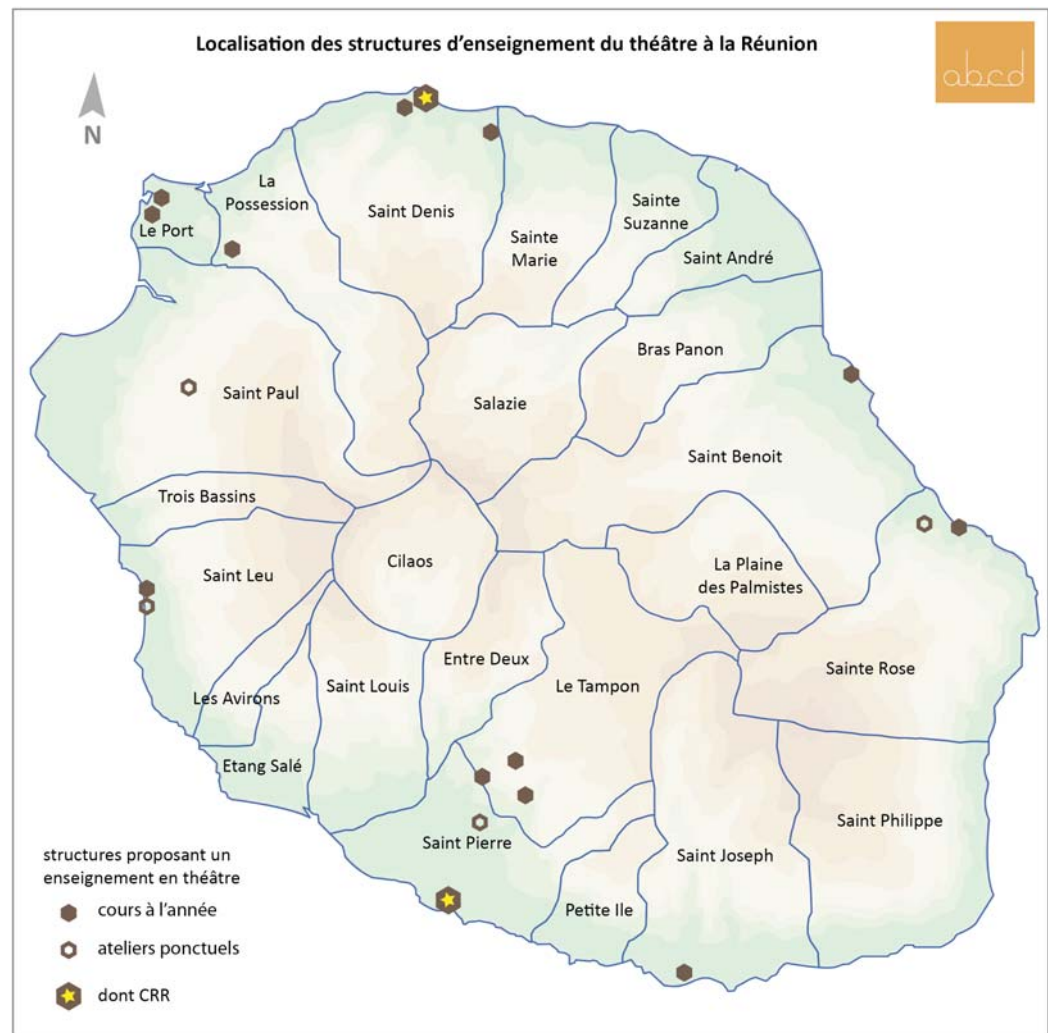 Localisation des structures d'enseignement du théâtre à la Réunion
abcd
N
La
Possession
Saint Denis
Sainte
Suzanne
Le Port
Sainte
Marie
Saint André
Bras Panon
Saint Paul
Salazie
Saint Benoit
Trois Bassins
Cilaos
Saint Leu
La Plaine
des Palmistes
Entre Deux
Sainte Rose
Saint Louis
Le Tampon
Les Avirons
Etang Salé
Saint Philippe
Saint Pierre
Saint Joseph
Petite Ile
structures proposant un
enseignement en théâtre
cours à l'année
ateliers ponctuels
dont CRR